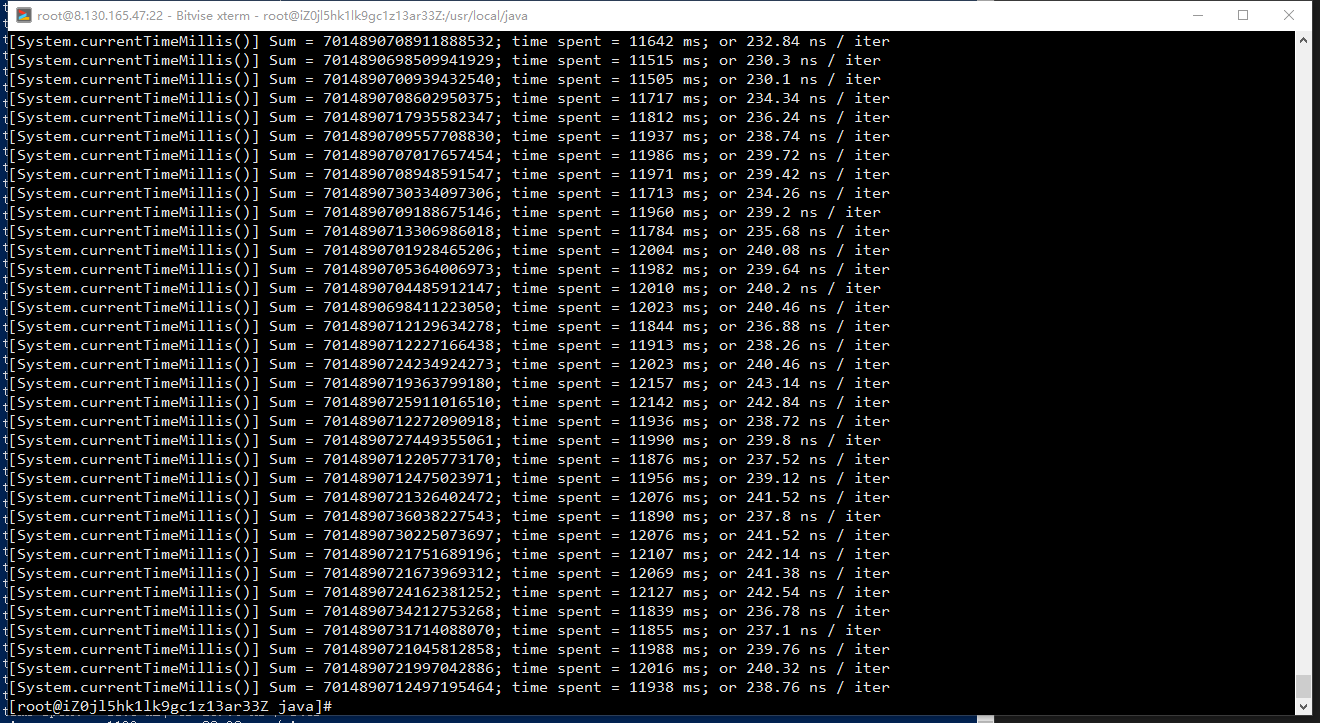 root@8.130.165.47:22 - Bitvise xterm - root@iZ0jl5hk1lk9gc1z13ar33Z:/usr/local/java
[System.currentTimeMillis()] Sum = 7014890708911888532; time spent = 11642 ms; or 232.84 ns / iter
[System.currentTimeMillis()] Sum = 7014890698509941929; time spent = 11515 ms; or 230.3 ns / iter
[System.currentTimeMillis()] Sum = 7014890700939432540; time spent = 11505 ms; or 230.1 ns / iter
[System.currentTimeMillis()] Sum = 7014890708602950375; time spent = 11717 ms; or 234.34 ns / iter
[System.currentTimeMillis()] Sum = 7014890717935582347; time spent = 11812 ms; or 236.24 ns / iter
[System.currentTimeMillis()] Sum = 7014890709557708830; time spent = 11937 ms; or 238.74 ns / iter
[System.currentTimeMillis()] Sum = 7014890707017657454; time spent = 11986 ms; or 239.72 ns / iter
[System.currentTimeMillis()] Sum = 7014890708948591547; time spent = 11971 ms; or 239.42 ns / iter
[System.currentTimeMillis()] Sum = 7014890730334097306; time spent = 11713 ms; or 234.26 ns / iter
[System.currentTimeMillis()] Sum = 7014890709188675146; time spent = 11960 ms; or 239.2 ns / iter
[System.currentTimeMillis()] Sum = 7014890713306986018; time spent = 11784 ms; or 235.68 ns / iter
[System.currentTimeMillis()] Sum = 7014890701928465206; time spent = 12004 ms; or 240.08 ns / iter
[System.currentTimeMillis()] Sum = 7014890705364006973; time spent = 11982 ms; or 239.64 ns / iter
[System.currentTimeMillis()] Sum = 7014890704485912147; time spent = 12010 ms; or 240.2 ns / iter
[System.currentTimeMillis()] Sum = 7014890698411223050; time spent = 12023 ms; or 240.46 ns / iter
[System.currentTimeMillis()] Sum = 7014890712129634278; time spent = 11844 ms; or 236.88 ns / iter
[System.currentTimeMillis()] Sum = 7014890712227166438; time spent = 11913 ms; or 238.26 ns / iter
[System.currentTimeMillis()] Sum = 7014890724234924273; time spent = 12023 ms; or 240.46 ns / iter
[System.currentTimeMillis()] Sum = 7014890719363799180; time spent = 12157 ms; or 243.14 ns / iter
[System.currentTimeMillis()] Sum = 7014890725911016510; time spent = 12142 ms; or 242.84 ns / iter
[System.currentTimeMillis()] Sum = 7014890712272090918; time spent = 11936 ms; or 238.72 ns / iter
[System.currentTimeMillis()] Sum = 7014890727449355061; time spent = 11990 ms; or 239.8 ns / iter
[System.currentTimeMillis()] Sum = 7014890712205773170; time spent = 11876 ms; or 237.52 ns / iter
[System.currentTimeMillis()] Sum = 7014890712475023971; time spent = 11956 ms; or 239.12 ns / iter
[System.currentTimeMillis()] Sum = 7014890721326402472; time spent = 12076 ms; or 241.52 ns / iter
[System.currentTimeMillis()] Sum = 7014890736038227543; time spent = 11890 ms; or 237.8 ns / iter
[System.currentTimeMillis()] Sum = 7014890730225073697; time spent = 12076 ms; or 241.52 ns / iter
[System.currentTimeMillis()] Sum = 7014890721751689196; time spent = 12107 ms; or 242.14 ns / iter
[System.currentTimeMillis()] Sum = 7014890721673969312; time spent = 12069 ms; or 241.38 ns / iter
[System.currentTimeMillis()] Sum = 7014890724162381252; time spent = 12127 ms; or 242.54 ns / iter
[System.currentTimeMillis()] Sum = 7014890734212753268; time spent = 11839 ms; or 236.78 ns / iter
[System.currentTimeMillis()] Sum = 7014890731714088070; time spent = 11855 ms; or 237.1 ns / iter
[System.currentTimeMillis()] Sum = 7014890721045812858; time spent = 11988 ms; or 239.76 ns / iter
[System.currentTimeMillis()] Sum = 7014890721997042886; time spent = 12016 ms; or 240.32 ns / iter
[System.currentTimeMillis()] Sum = 7014890712497195464; time spent = 11938 ms; or 238.76 ns / iter
[root@iZ0jl5hk1lk9gc1z13ar33Z java]#